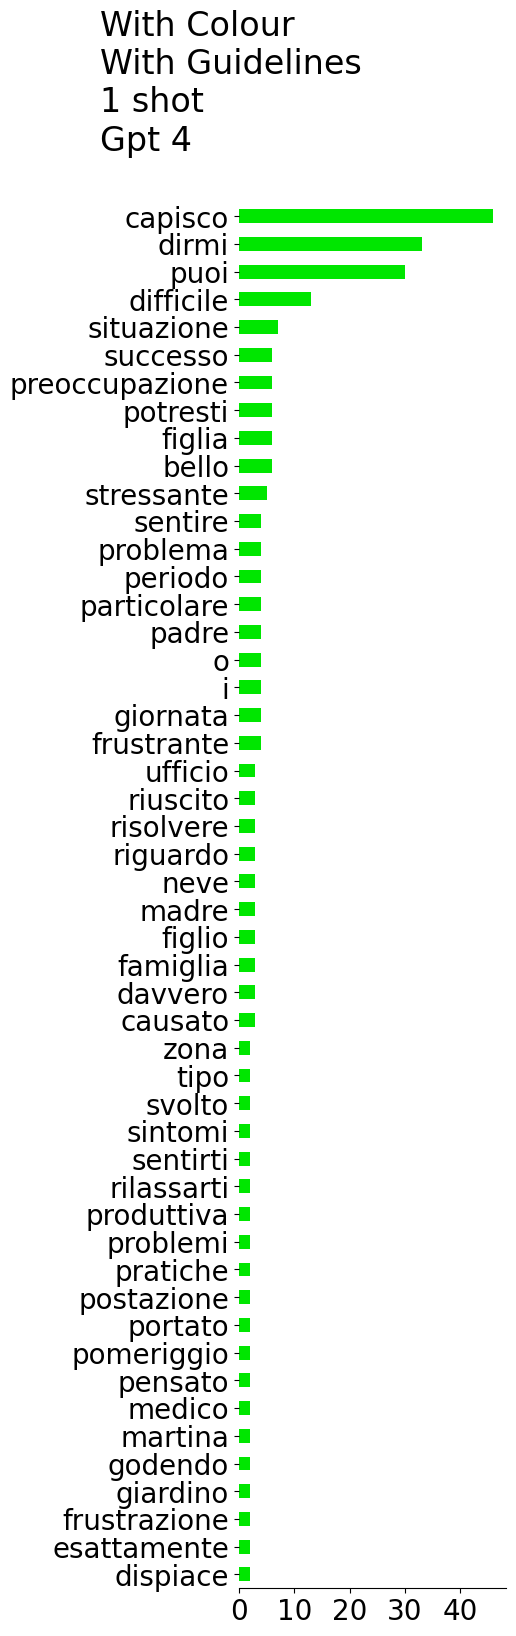 With Colour
With Guidelines
1 shot
Gpt 4
capisco
dirmi
puoi
difficile
situazione
successo
preoccupazione
potresti
figlia
bello
stressante
sentire
problema
periodo
particolare
padre
o
i
giornata
frustrante
ufficio
riuscito
risolvere
riguardo
neve
madre
figlio
famiglia
davvero
causato
zona
tipo
svolto
sintomi
sentirti
rilassarti
produttiva
problemi
pratiche
postazione
portato
pomeriggio
pensato
medico
martina
godendo
giardino
frustrazione
esattamente
dispiace
0 10 20 30 40